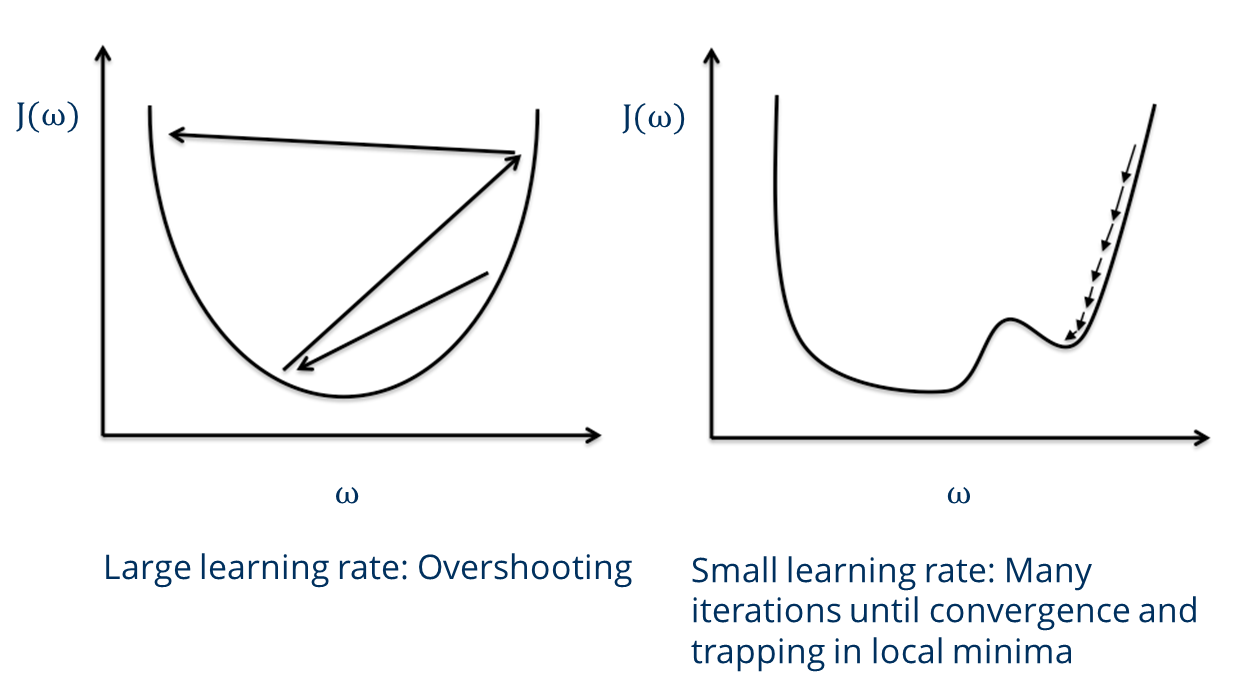 J(ω)
ω
Large learning rate: Overshooting
J(ω)
ω
Small learning rate: Many
iterations until convergence and
trapping in local minima